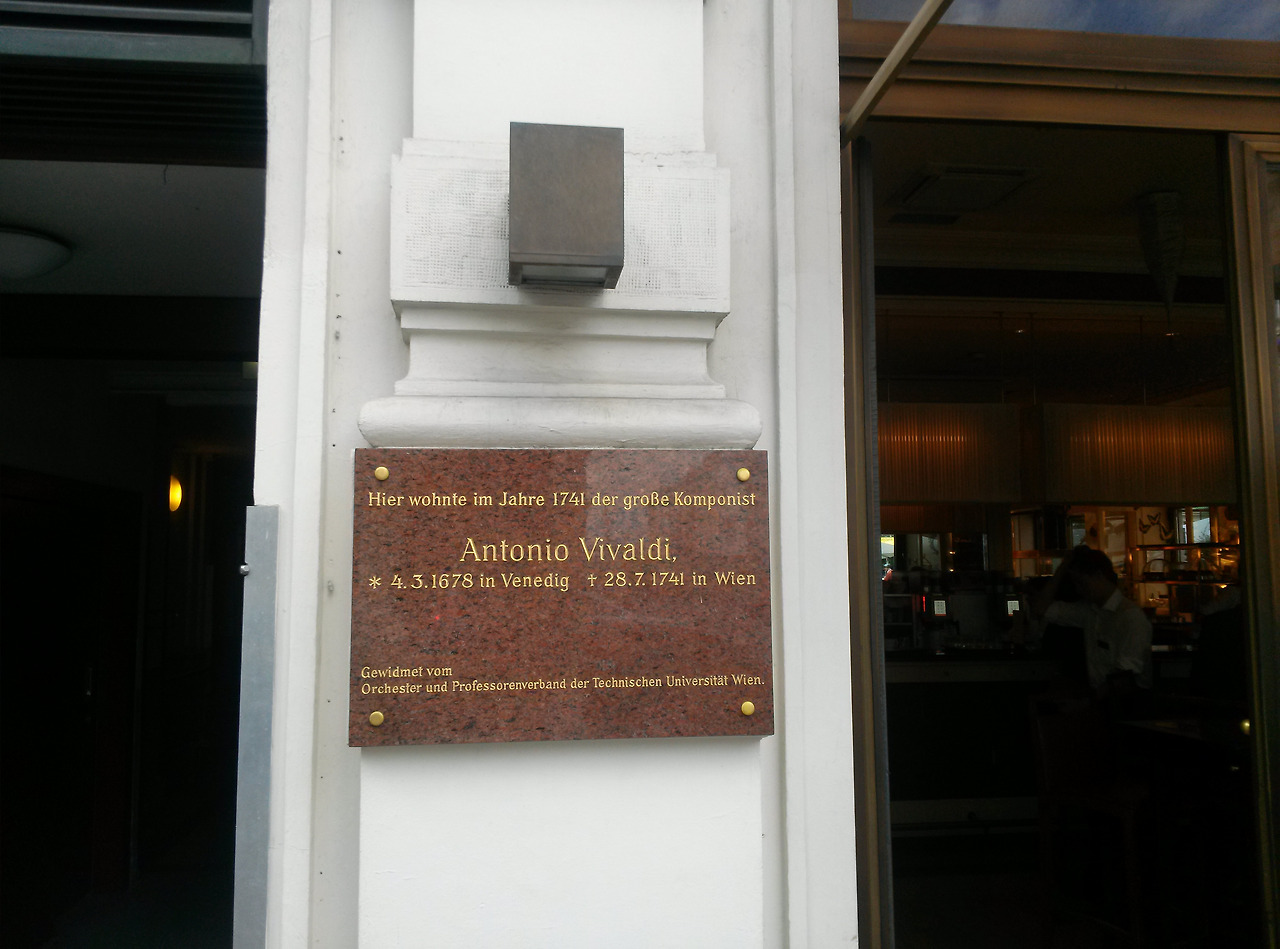 Hier wohnte im Jahre 1741 der große Komponist
Antonio Vivaldi,
* 4.3.1678 in Venedig † 28.7.1741 in Wien
Gewidmet vom
Orchester und Professorenverband der Technischen Universität Wien.